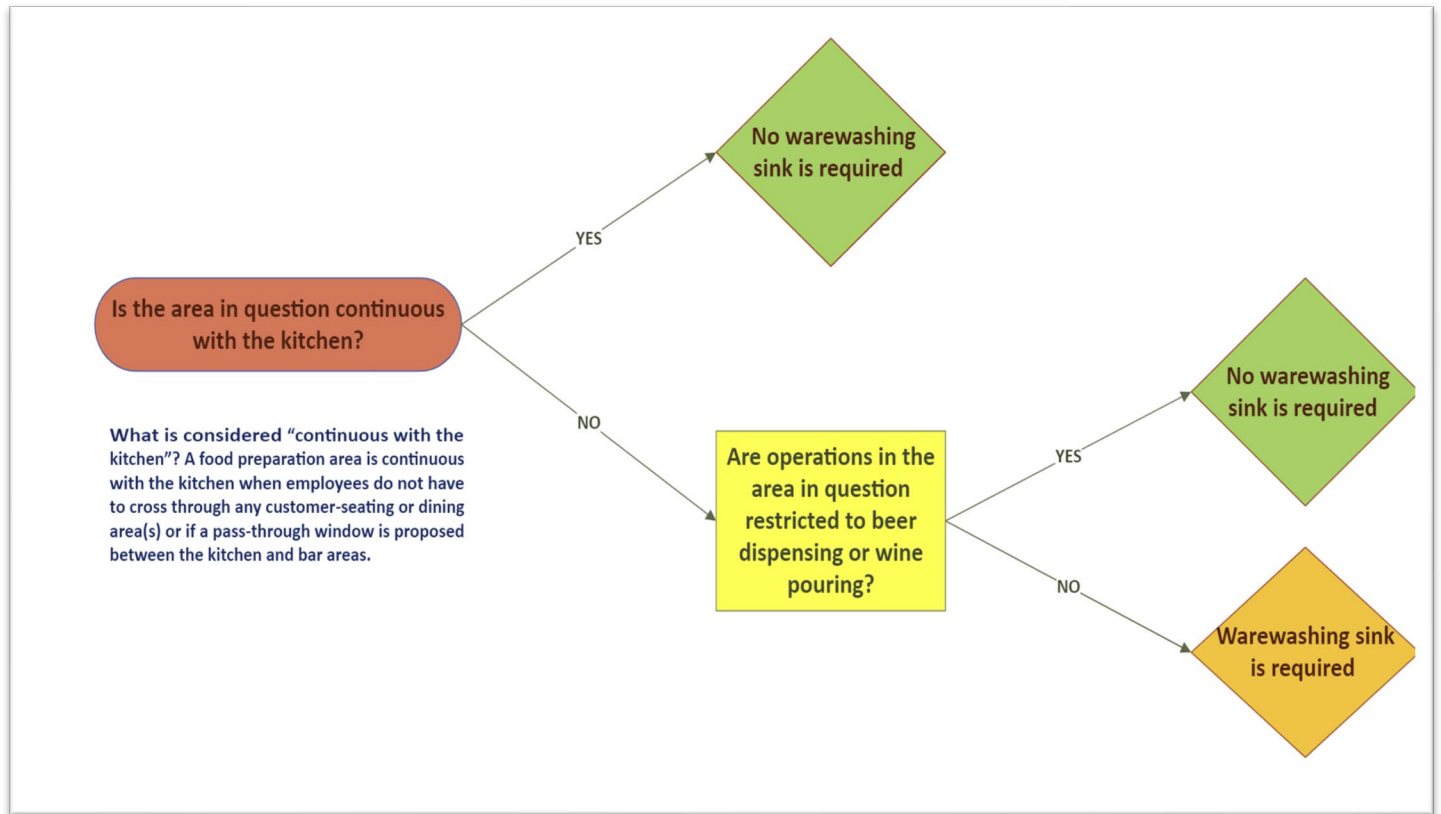 No warewashing
sink is required
YES
Is the area in question continuous
with the kitchen?
No warewashing
sink is required
NO
What is considered “continuous with the
kitchen”? A food preparation area is continuous
with the kitchen when employees do not have
to cross through any customer-seating or dining
area(s) or if a pass-through window is proposed
between the kitchen and bar areas.
Are operations in the
area in question
restricted to beer
dispensing or wine
pouring?
YES
NO
Warewashing sink
is required